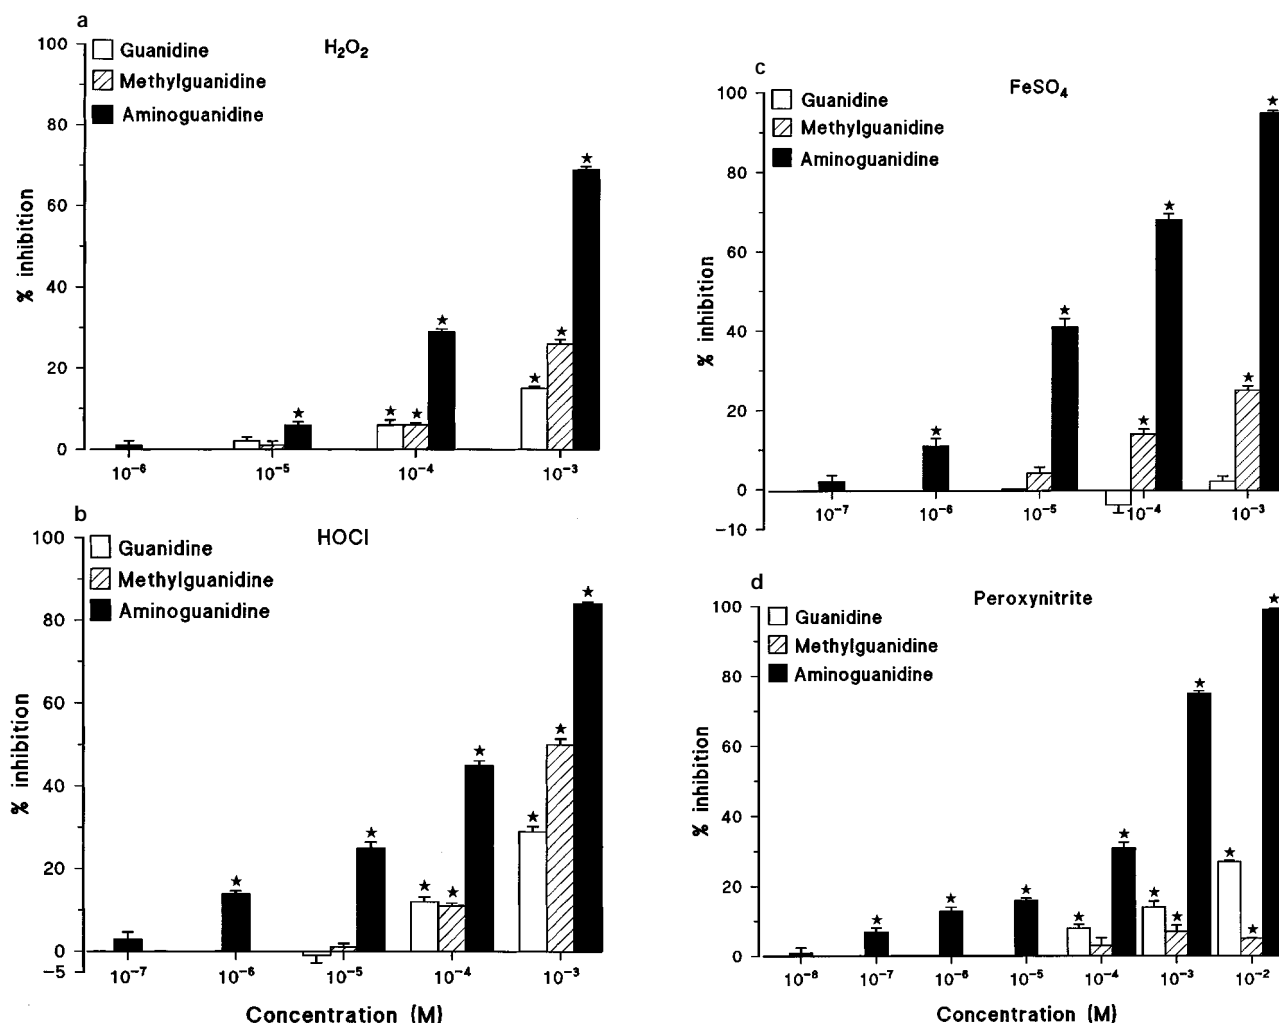 a
H₂O₂
Guanidine
Methylguanidine
Aminoguanidine
% inhibition
100
80
60
40
20
0
10⁻⁶ 10⁻⁵ 10⁻⁴ 10⁻³
b
HOCl
Guanidine
Methylguanidine
Aminoguanidine
% inhibition
100
80
60
40
20
0
−5
10⁻⁷ 10⁻⁶ 10⁻⁵ 10⁻⁴ 10⁻³
Concentration (M)
c
FeSO₄
Guanidine
Methylguanidine
Aminoguanidine
% inhibition
100
80
60
40
20
0
−10
10⁻⁷ 10⁻⁶ 10⁻⁵ 10⁻⁴ 10⁻³
d
Peroxynitrite
Guanidine
Methylguanidine
Aminoguanidine
% inhibition
100
80
60
40
20
0
10⁻⁸ 10⁻⁷ 10⁻⁶ 10⁻⁵ 10⁻⁴ 10⁻³ 10⁻²
Concentration (M)